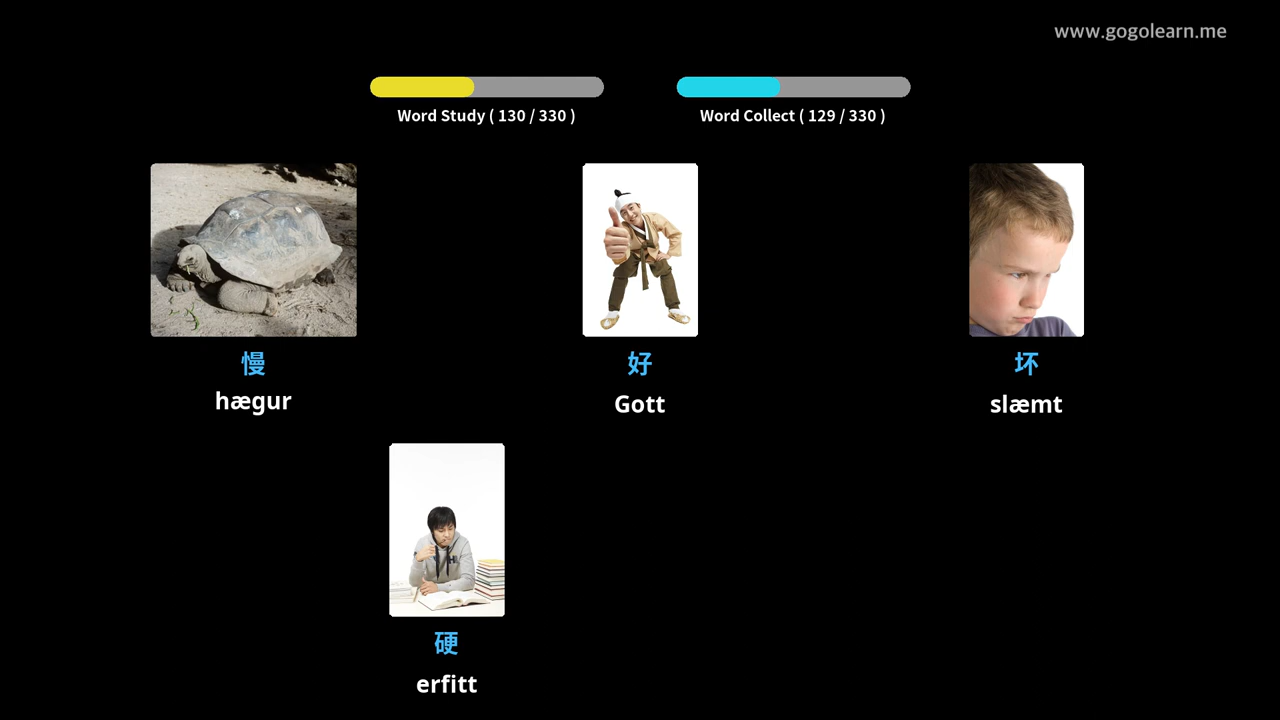 www.gogolearn.me
Word Study ( 130 / 330 )
Word Collect ( 129 / 330 )
慢
hægur
好
Gott
坏
slæmt
硬
erfitt